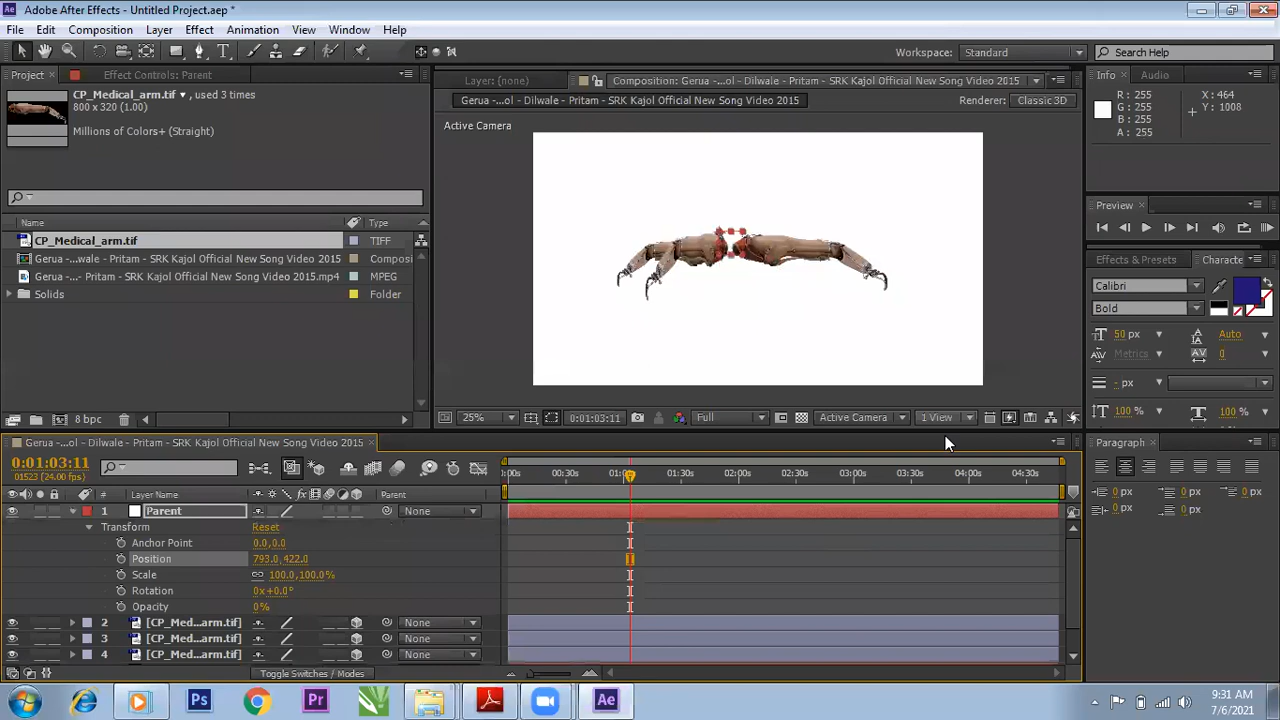 Ae Adobe After Effects - Untitled Project.aep *
File Edit Composition Layer Effect Animation View Window Help
Workspace: Standard Search Help
Project Effect Controls: Parent
Layer: (none) Composition: Gerua -...ol - Dilwale - Pritam - SRK Kajol Official New Song Video 2015
Info Audio
CP_Medical_arm.tif ▼, used 3 times
800 x 320 (1.00)
Millions of Colors+ (Straight)
Gerua -...ol - Dilwale - Pritam - SRK Kajol Official New Song Video 2015
Renderer: Classic 3D
Active Camera
R: 255 X: 464
G: 255 Y: 1008
B: 255
A: 255
Preview
Name Type
CP_Medical_arm.tif TIFF
Gerua -...wale - Pritam - SRK Kajol Official New Song Video 2015 Composi
Gerua -...- Pritam - SRK Kajol Official New Song Video 2015.mp4 MPEG
Solids Folder
Effects & Presets Characte
Calibri
Bold
50 px Auto
Metrics 0
- px
100 % 100 %
8 bpc
25% 0:01:03:11 Full Active Camera 1 View
Gerua -...ol - Dilwale - Pritam - SRK Kajol Official New Song Video 2015
Paragraph
0:01:03:11
01523 (24.00 fps)
:00s 00:30s 01:0 01:30s 02:00s 02:30s 03:00s 03:30s 04:00s 04:30s
# Layer Name Parent
1 Parent None
Transform Reset
Anchor Point 0.0,0.0
Position 793.0,422.0
Scale 100.0,100.0%
Rotation 0x+0.0°
Opacity 0%
2 [CP_Med...arm.tif] None
3 [CP_Med...arm.tif] None
4 [CP_Med...arm.tif] None
0 px 0 px 0 px
0 px 0 px
Toggle Switches / Modes
Ps Pr Ae
9:31 AM
7/6/2021